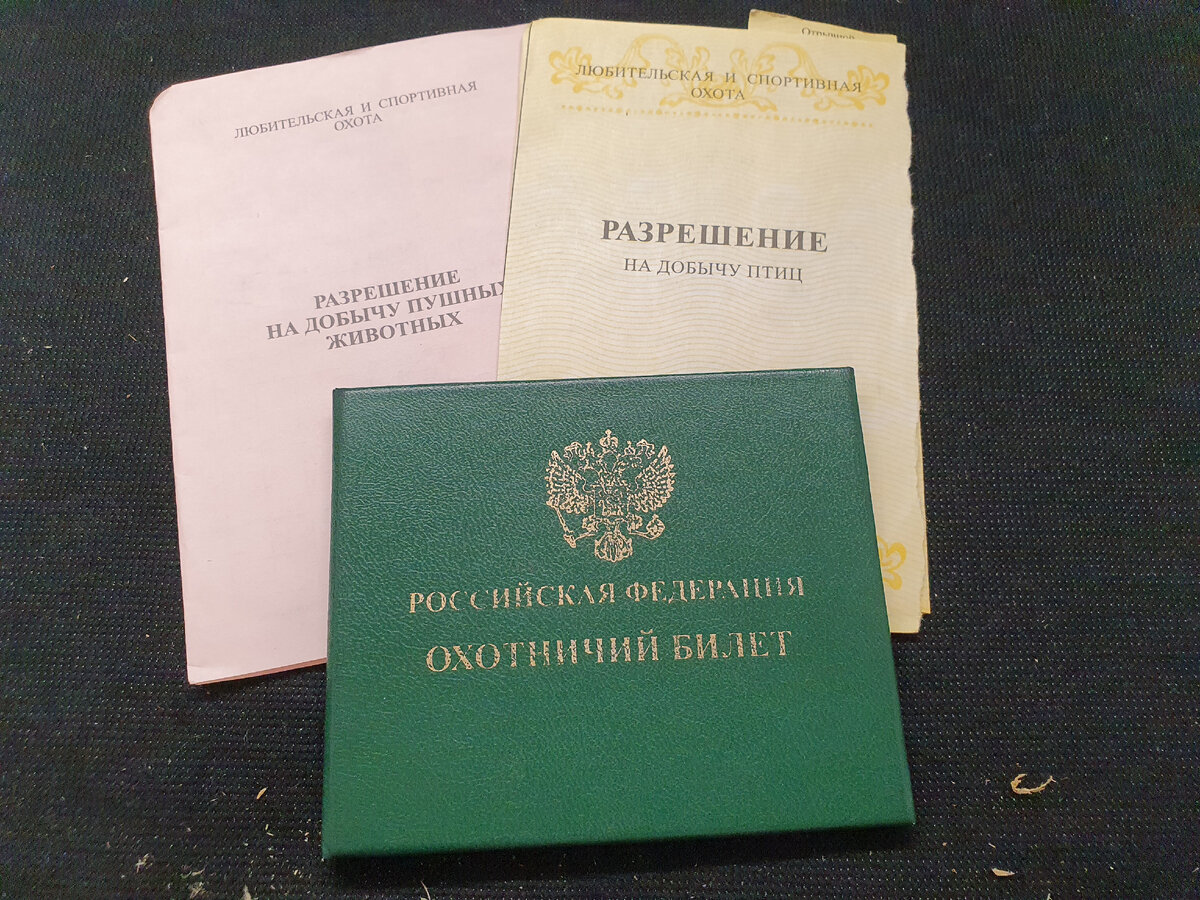 ЛЮБИТЕЛЬСКАЯ И СПОРТИВНАЯ
ОХОТА
РАЗРЕШЕНИЕ
НА ДОБЫЧУ ПУШНЫХ
ЖИВОТНЫХ
Отрывной
ЛЮБИТЕЛЬСКАЯ И СПОРТИВНАЯ
ОХОТА
РАЗРЕШЕНИЕ
НА ДОБЫЧУ ПТИЦ
РОССИЙСКАЯ ФЕДЕРАЦИЯ
ОХОТНИЧИЙ БИЛЕТ